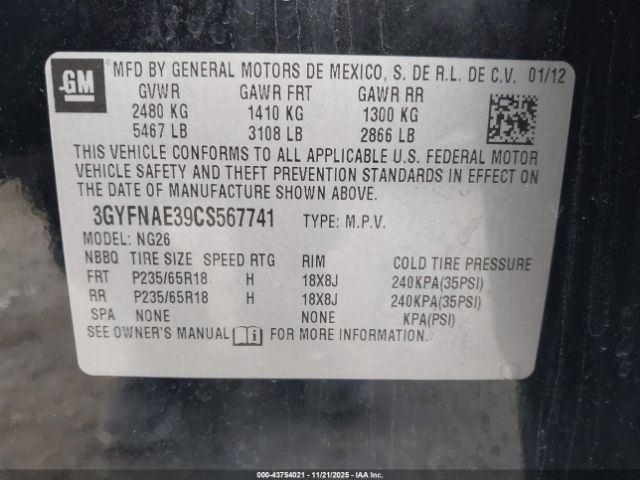 GM
MFD BY GENERAL MOTORS DE MEXICO, S. DE R.L. DE C.V. 01/12
GVWR GAWR FRT GAWR RR
2480 KG 1410 KG 1300 KG
5467 LB 3108 LB 2866 LB
THIS VEHICLE CONFORMS TO ALL APPLICABLE U.S. FEDERAL MOTOR
VEHICLE SAFETY AND THEFT PREVENTION STANDARDS IN EFFECT ON
THE DATE OF MANUFACTURE SHOWN ABOVE.
3GYFNAE39CS567741 TYPE: M.P.V.
MODEL: NG26
NBBQ TIRE SIZE SPEED RTG RIM COLD TIRE PRESSURE
FRT P235/65R18 H 18X8J 240KPA(35PSI)
RR P235/65R18 H 18X8J 240KPA(35PSI)
SPA NONE NONE KPA(PSI)
SEE OWNER'S MANUAL FOR MORE INFORMATION.
000-43754021 - 11/21/2025 - IAAI.COM